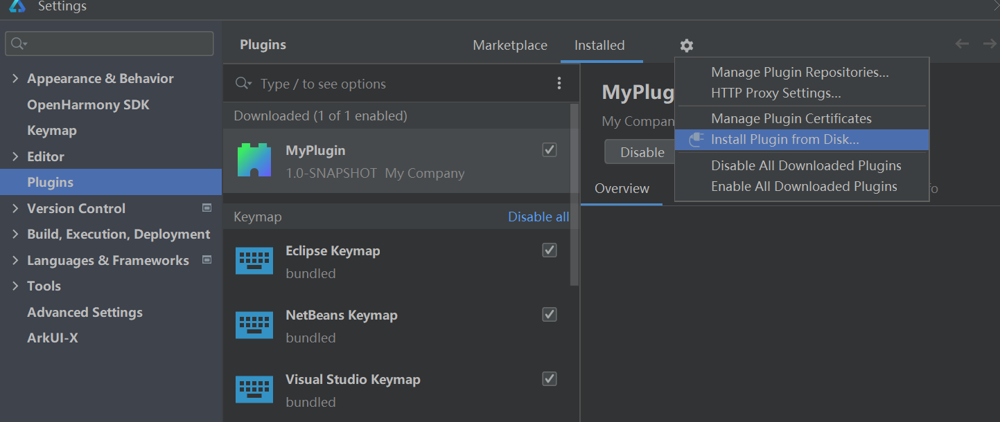 Settings
Appearance & Behavior
OpenHarmony SDK
Keymap
Editor
Plugins
Version Control
Build, Execution, Deployment
Languages & Frameworks
Tools
Advanced Settings
ArkUI-X
Plugins
Marketplace
Installed
Type / to see options
Downloaded (1 of 1 enabled)
MyPlugin
1.0-SNAPSHOT My Company
Keymap
Disable all
Eclipse Keymap
bundled
NetBeans Keymap
bundled
Visual Studio Keymap
bundled
MyPlug
My Compan
Disable
Overview
Manage Plugin Repositories...
HTTP Proxy Settings...
Manage Plugin Certificates
Install Plugin from Disk...
Disable All Downloaded Plugins
Enable All Downloaded Plugins